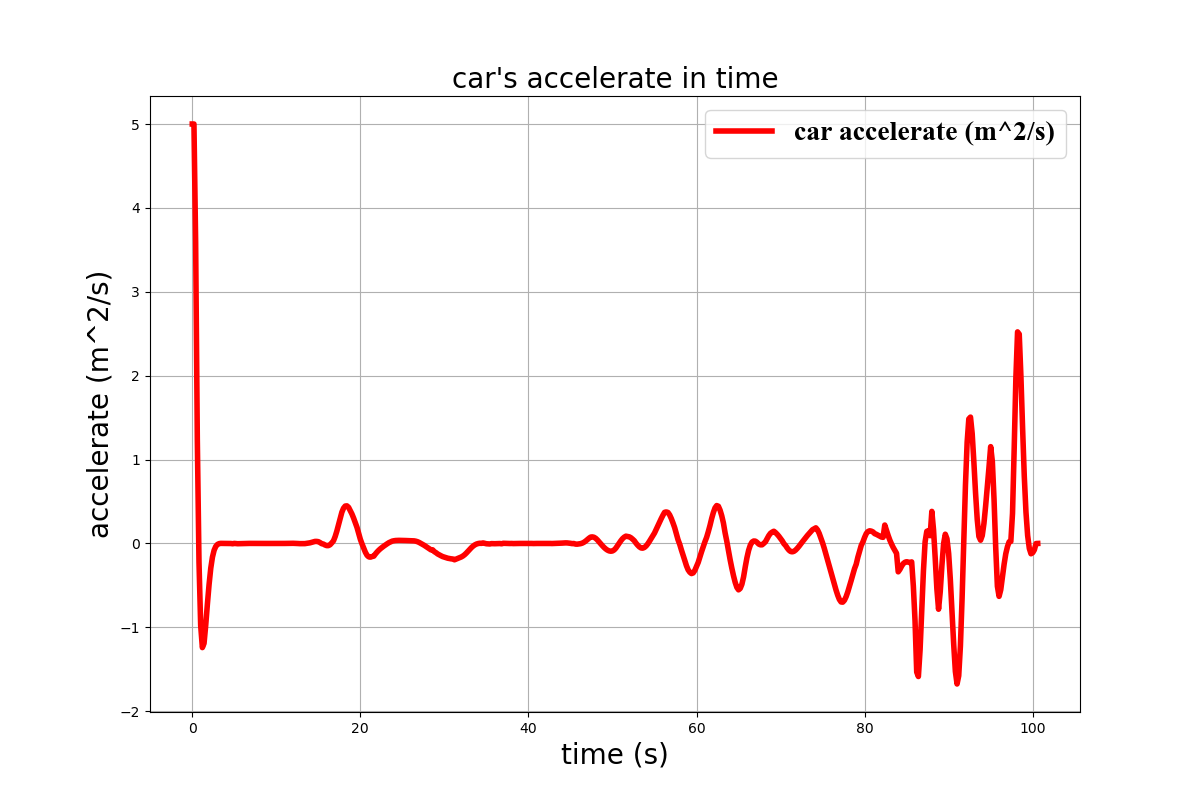 car's accelerate in time
car accelerate (m^2/s)
accelerate (m^2/s)
5
4
3
2
1
0
−1
−2
0 20 40 60 80 100
time (s)